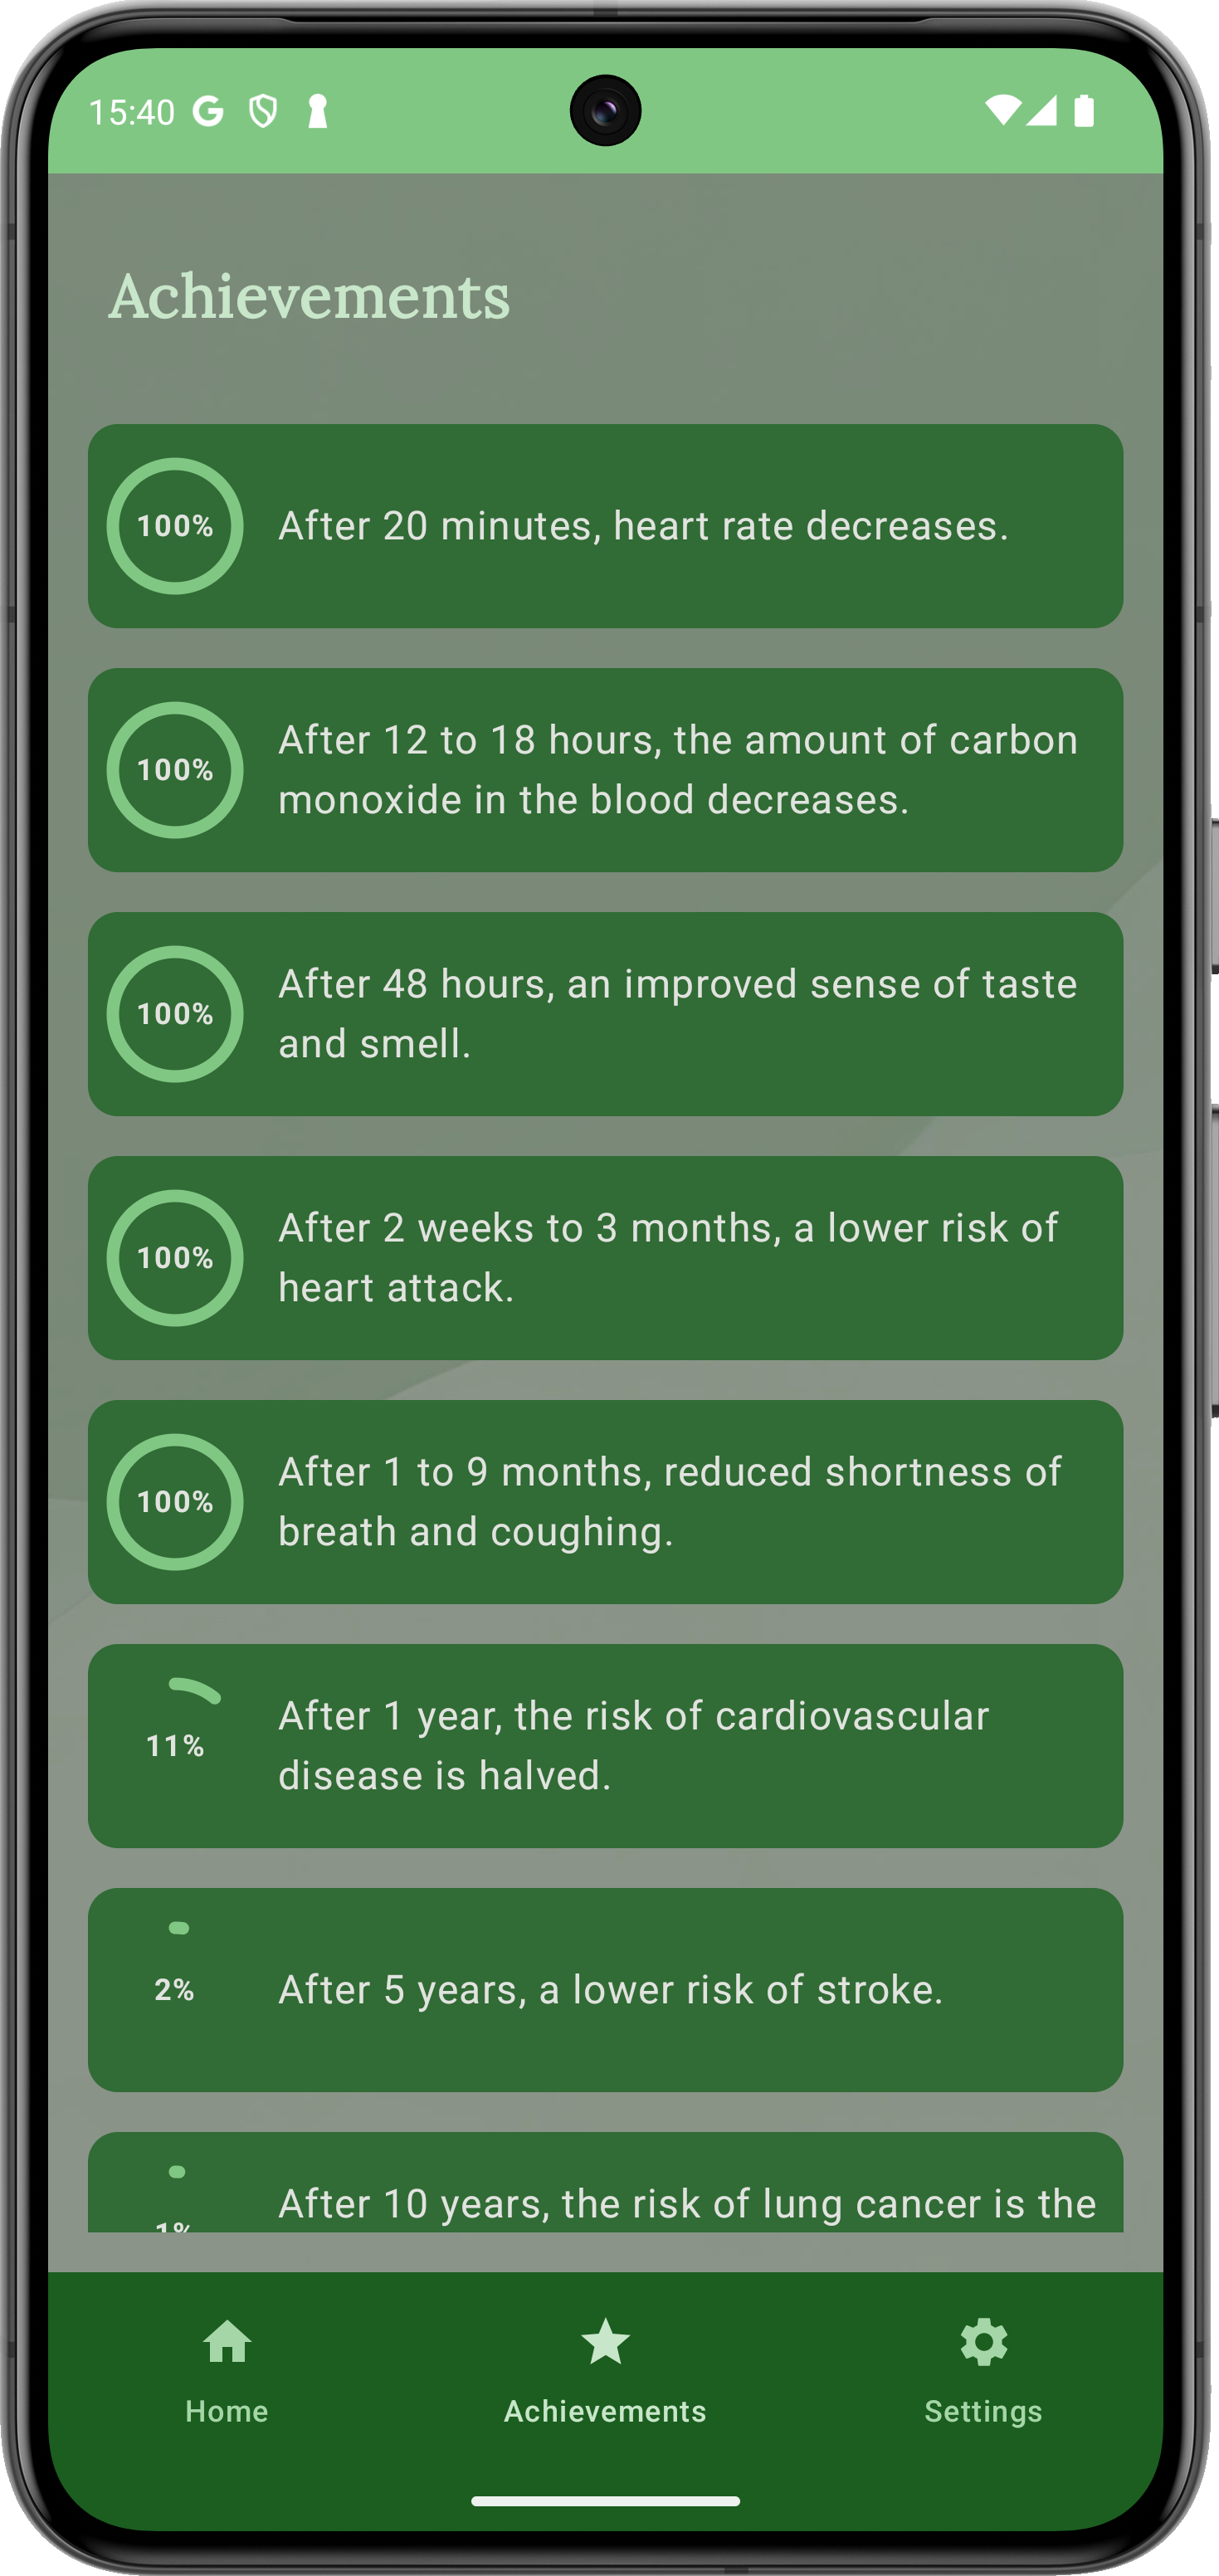 15:40
Achievements
100%
After 20 minutes, heart rate decreases.
100%
After 12 to 18 hours, the amount of carbon
monoxide in the blood decreases.
100%
After 48 hours, an improved sense of taste
and smell.
100%
After 2 weeks to 3 months, a lower risk of
heart attack.
100%
After 1 to 9 months, reduced shortness of
breath and coughing.
11%
After 1 year, the risk of cardiovascular
disease is halved.
2%
After 5 years, a lower risk of stroke.
1%
After 10 years, the risk of lung cancer is the
Home
Achievements
Settings